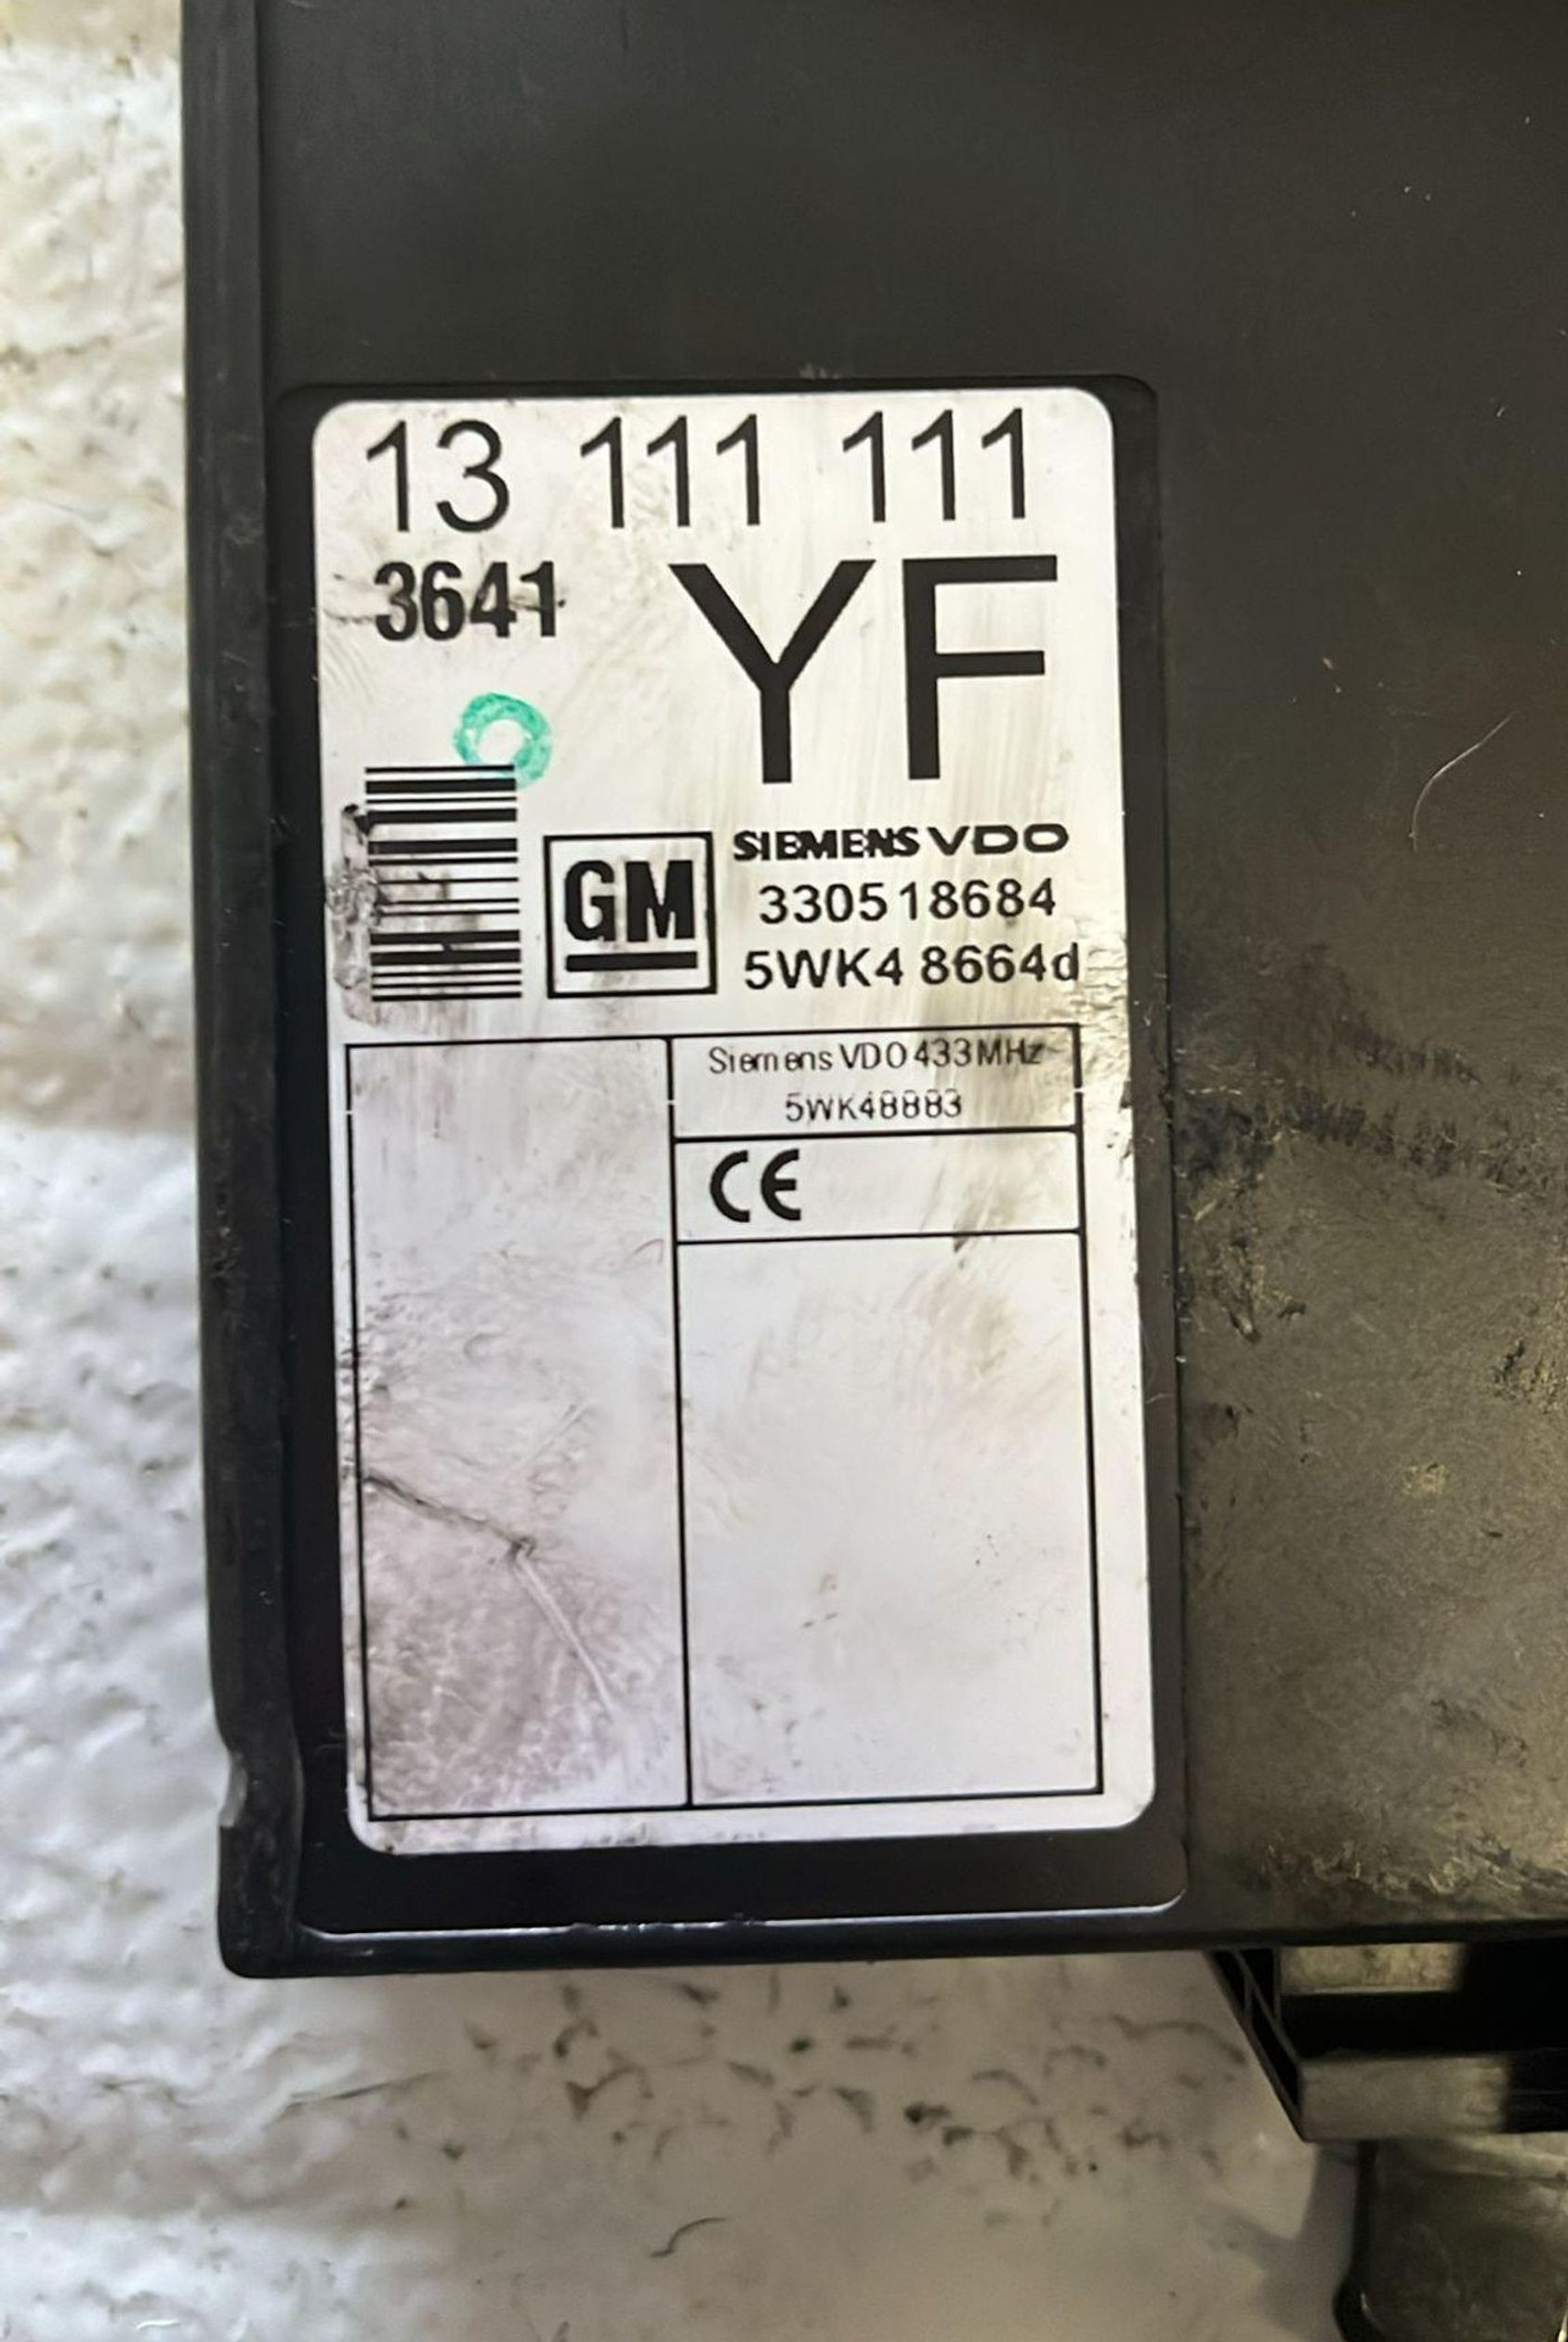 13 111 111
3641
YF
GM
SIEMENS VDO
330518684
5WK4 8664d
Siemens VDO 433MHz
5WK48883
CE